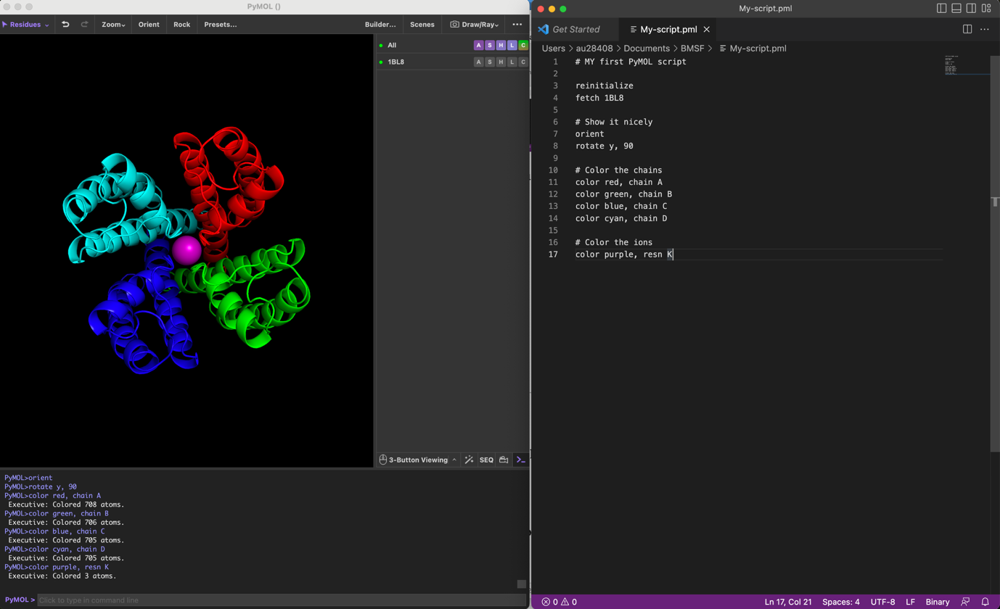 PyMOL ()
Residues
Zoom
Orient
Rock
Presets...
Builder...
Scenes
Draw/Ray
All
A S H L C
1BL8
A S H L C
3-Button Viewing
SEQ
PyMOL>orient
PyMOL>rotate y, 90
PyMOL>color red, chain A
Executive: Colored 708 atoms.
PyMOL>color green, chain B
Executive: Colored 706 atoms.
PyMOL>color blue, chain C
Executive: Colored 705 atoms.
PyMOL>color cyan, chain D
Executive: Colored 705 atoms.
PyMOL>color purple, resn K
Executive: Colored 3 atoms.
PyMOL > Click to type in command line
My-script.pml
Get Started
My-script.pml
Users > au28408 > Documents > BMSF > My-script.pml
1 # MY first PyMOL script
2
3 reinitialize
4 fetch 1BL8
5
6 # Show it nicely
7 orient
8 rotate y, 90
9
10 # Color the chains
11 color red, chain A
12 color green, chain B
13 color blue, chain C
14 color cyan, chain D
15
16 # Color the ions
17 color purple, resn K
0 0
Ln 17, Col 21
Spaces: 4
UTF-8
LF
Binary